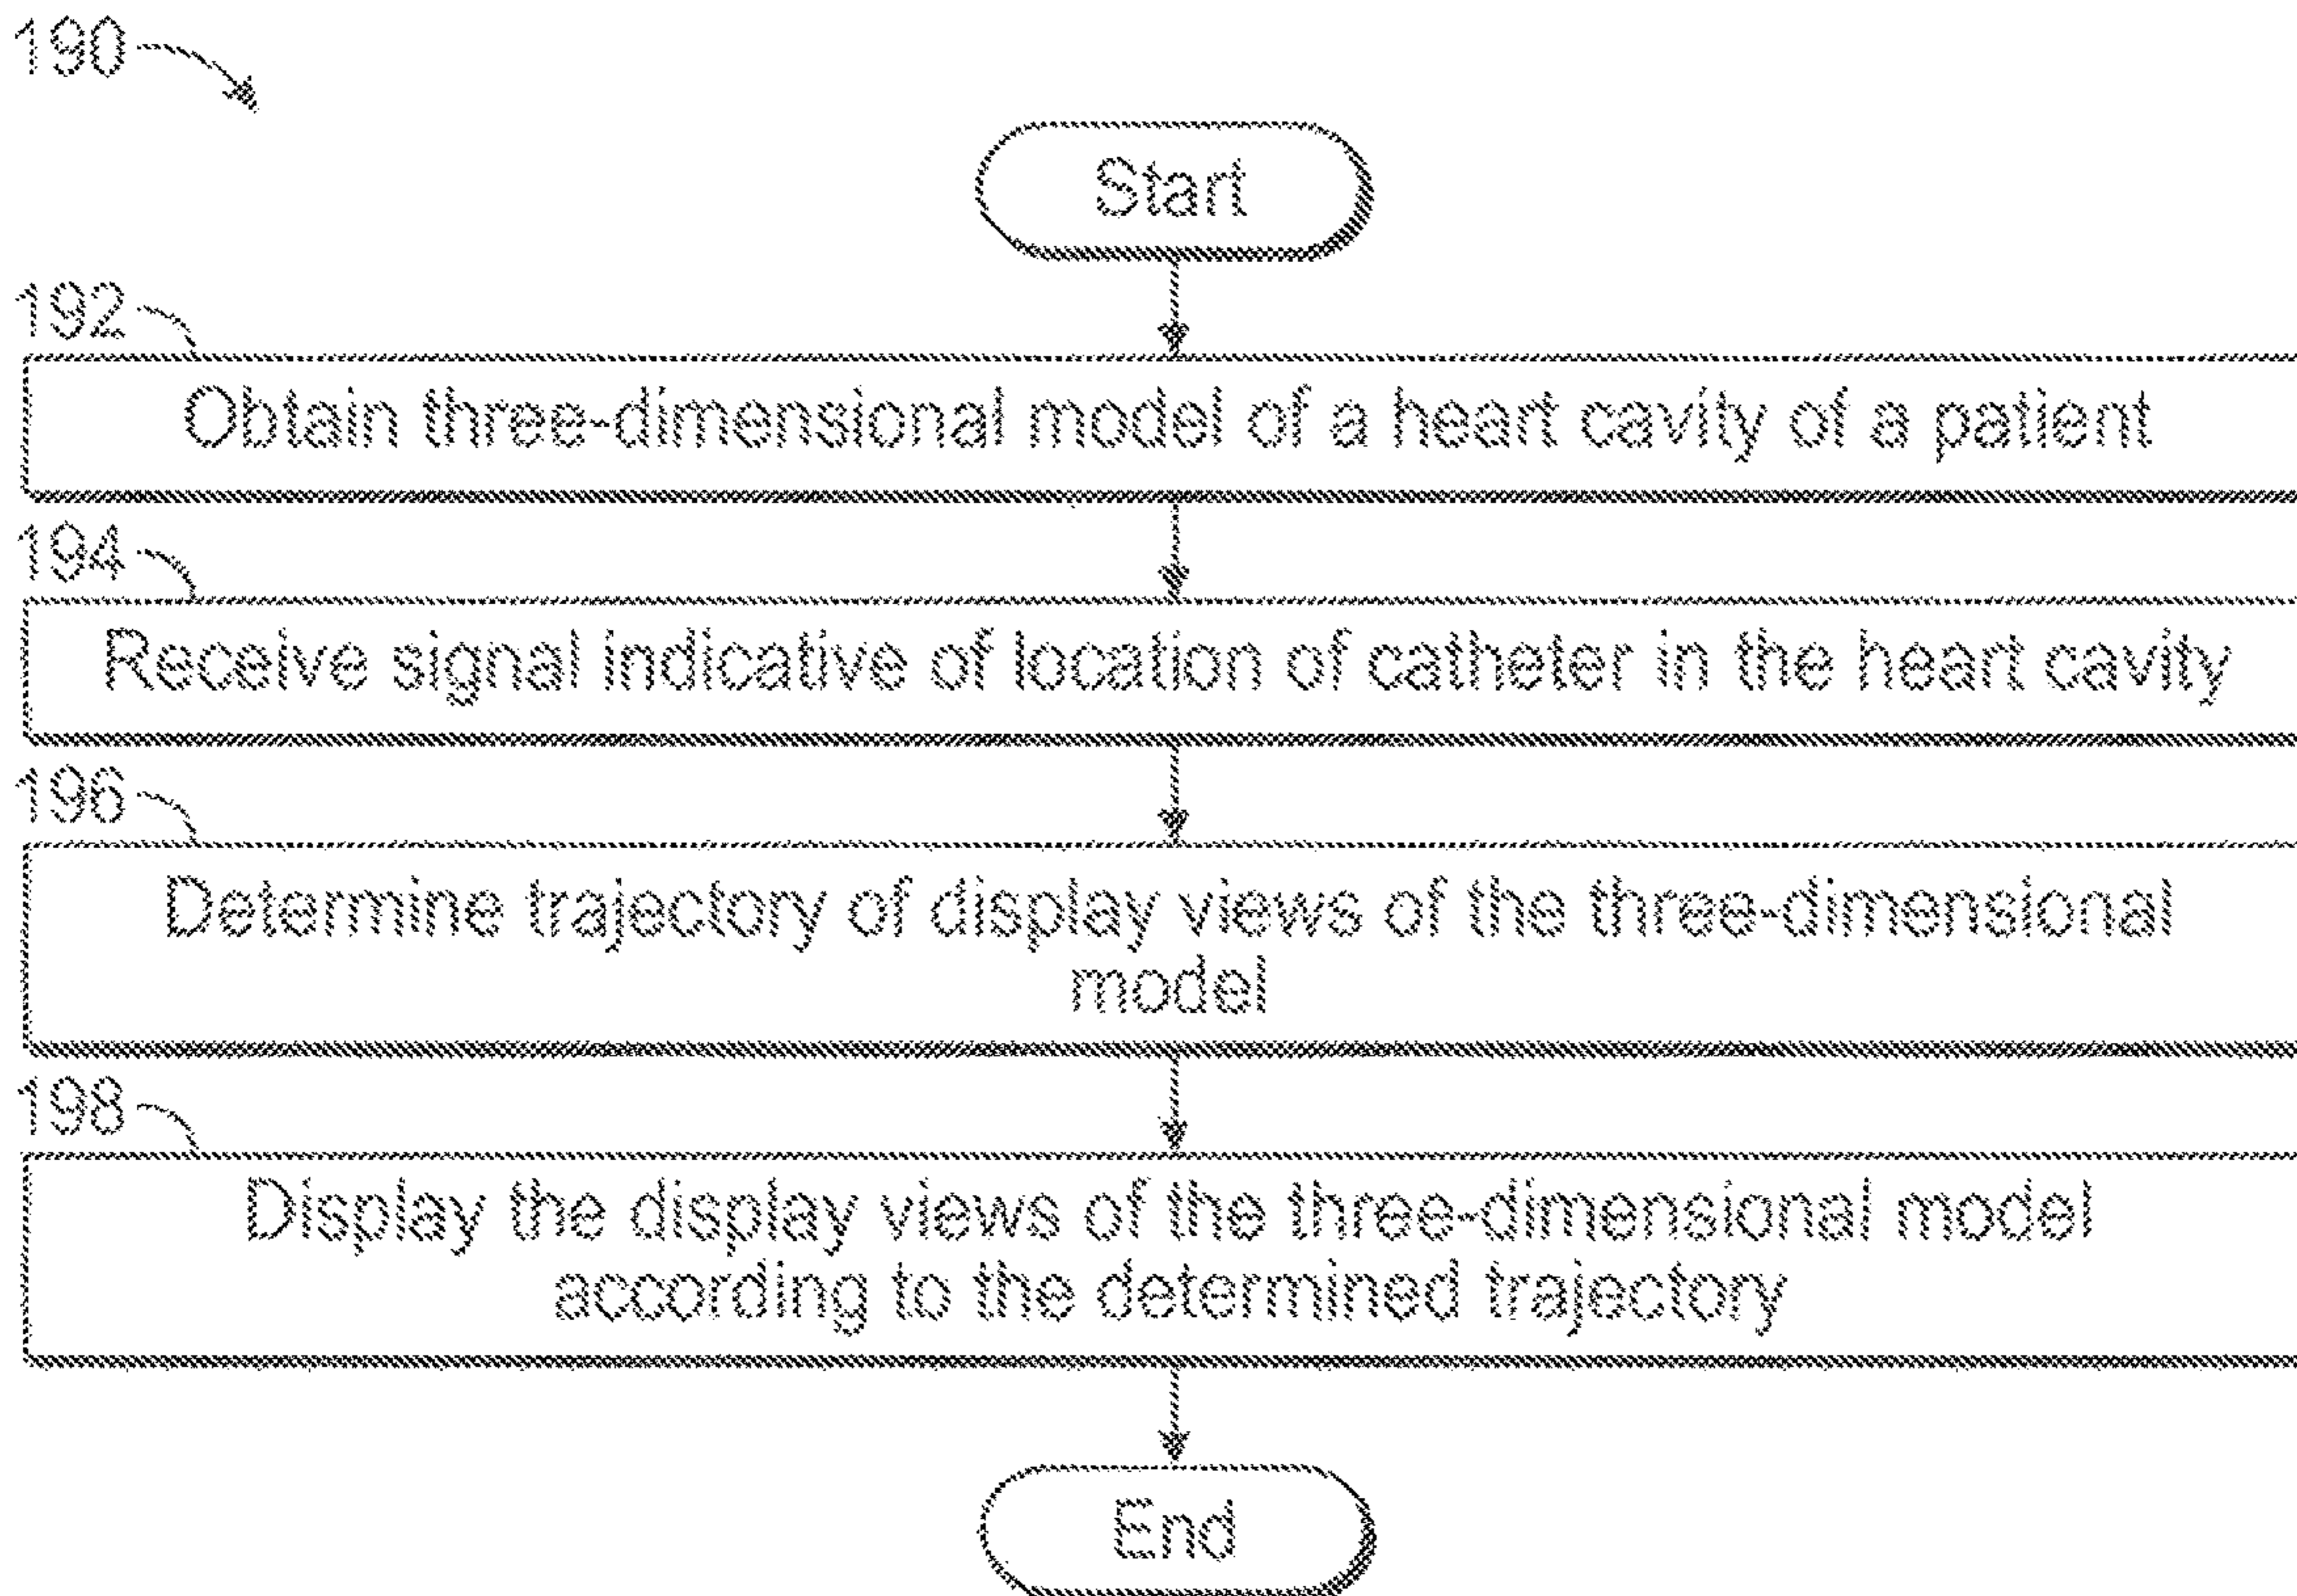 190
Start
192
Obtain three-dimensional model of a heart cavity of a patient
194
Receive signal indicative of location of catheter in the heart cavity
196
Determine trajectory of display views of the three-dimensional
model
198
Display the display views of the three-dimensional model
according to the determined trajectory
End